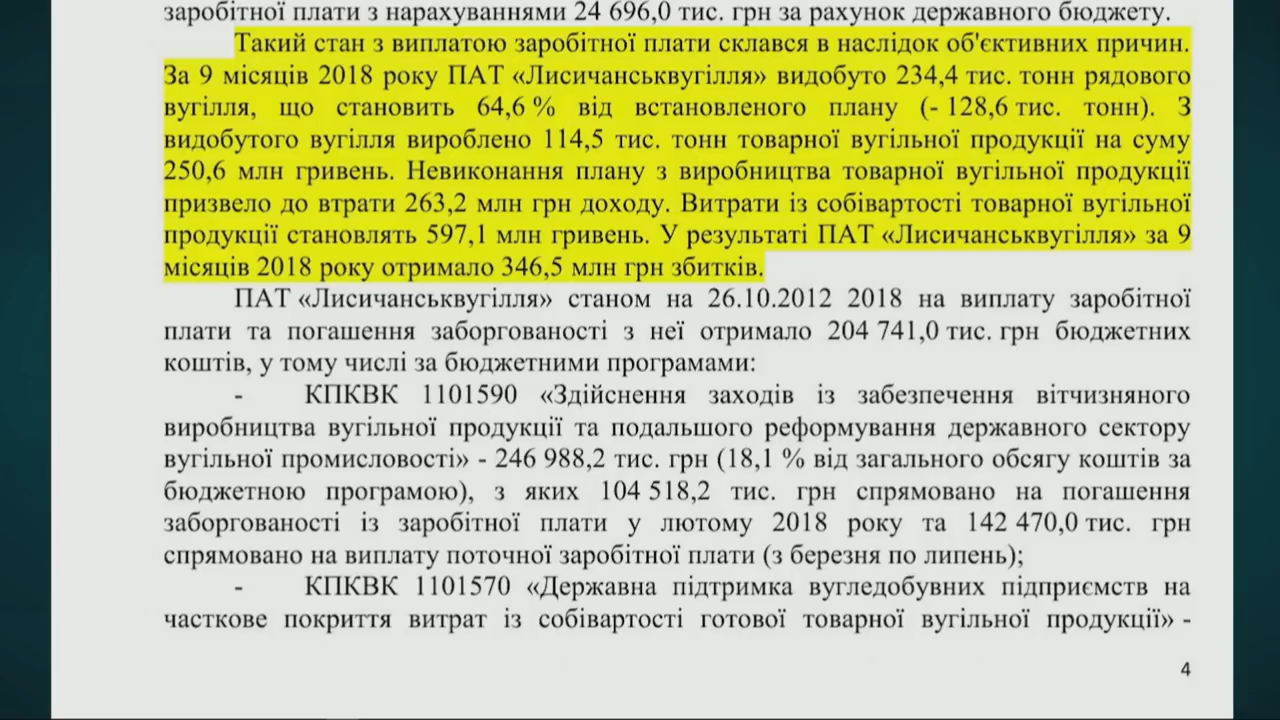 заробітної плати з нарахуваннями 24 696,0 тис. грн за рахунок державного бюджету.
Такий стан з виплатою заробітної плати склався в наслідок об'єктивних причин.
За 9 місяців 2018 року ПАТ «Лисичанськвугілля» видобуто 234,4 тис. тонн рядового
вугілля, що становить 64,6 % від встановленого плану (- 128,6 тис. тонн). З
видобутого вугілля вироблено 114,5 тис. тонн товарної вугільної продукції на суму
250,6 млн гривень. Невиконання плану з виробництва товарної вугільної продукції
призвело до втрати 263,2 млн грн доходу. Витрати із собівартості товарної вугільної
продукції становлять 597,1 млн гривень. У результаті ПАТ «Лисичанськвугілля» за 9
місяців 2018 року отримало 346,5 млн грн збитків.
ПАТ «Лисичанськвугілля» станом на 26.10.2012 2018 на виплату заробітної
плати та погашення заборгованості з неї отримало 204 741,0 тис. грн бюджетних
коштів, у тому числі за бюджетними програмами:
- КПКВК 1101590 «Здійснення заходів із забезпечення вітчизняного
виробництва вугільної продукції та подальшого реформування державного сектору
вугільної промисловості» - 246 988,2 тис. грн (18,1 % від загального обсягу коштів за
бюджетною програмою), з яких 104 518,2 тис. грн спрямовано на погашення
заборгованості із заробітної плати у лютому 2018 року та 142 470,0 тис. грн
спрямовано на виплату поточної заробітної плати (з березня по липень);
- КПКВК 1101570 «Державна підтримка вугледобувних підприємств на
часткове покриття витрат із собівартості готової товарної вугільної продукції» -
4